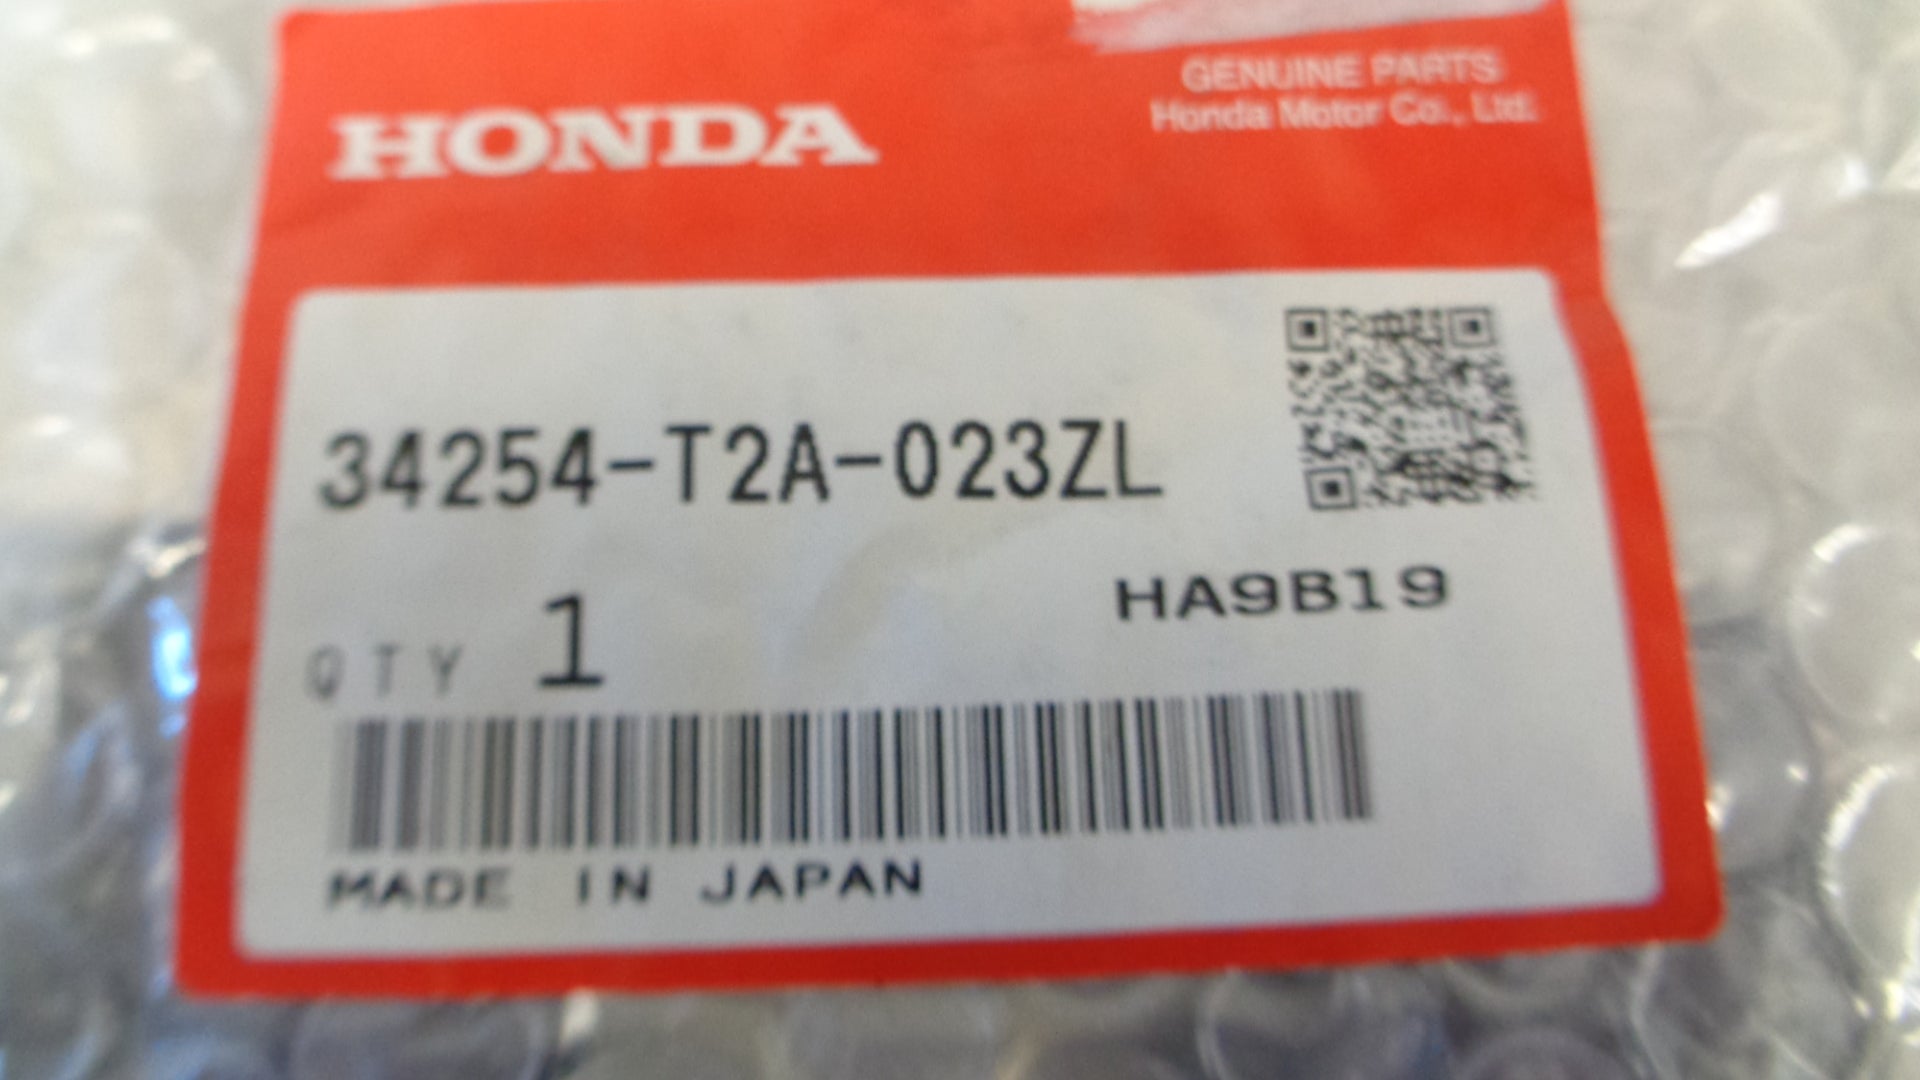 HONDA
GENUINE PARTS
Honda Motor Co., Ltd.
34254-T2A-023ZL
HA9B19
QTY 1
MADE IN JAPAN